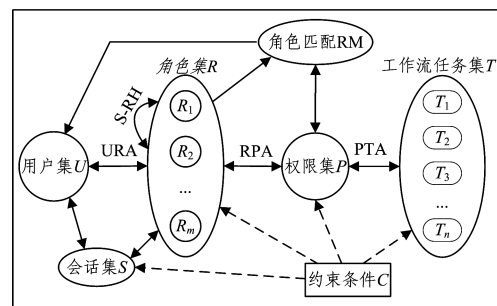 角色匹配RM
角色集R
工作流任务集T
S-RH
R1
T1
R2
T2
用户集U
URA
RPA
权限集P
PTA
T3
...
...
Rm
Tn
会话集S
约束条件C